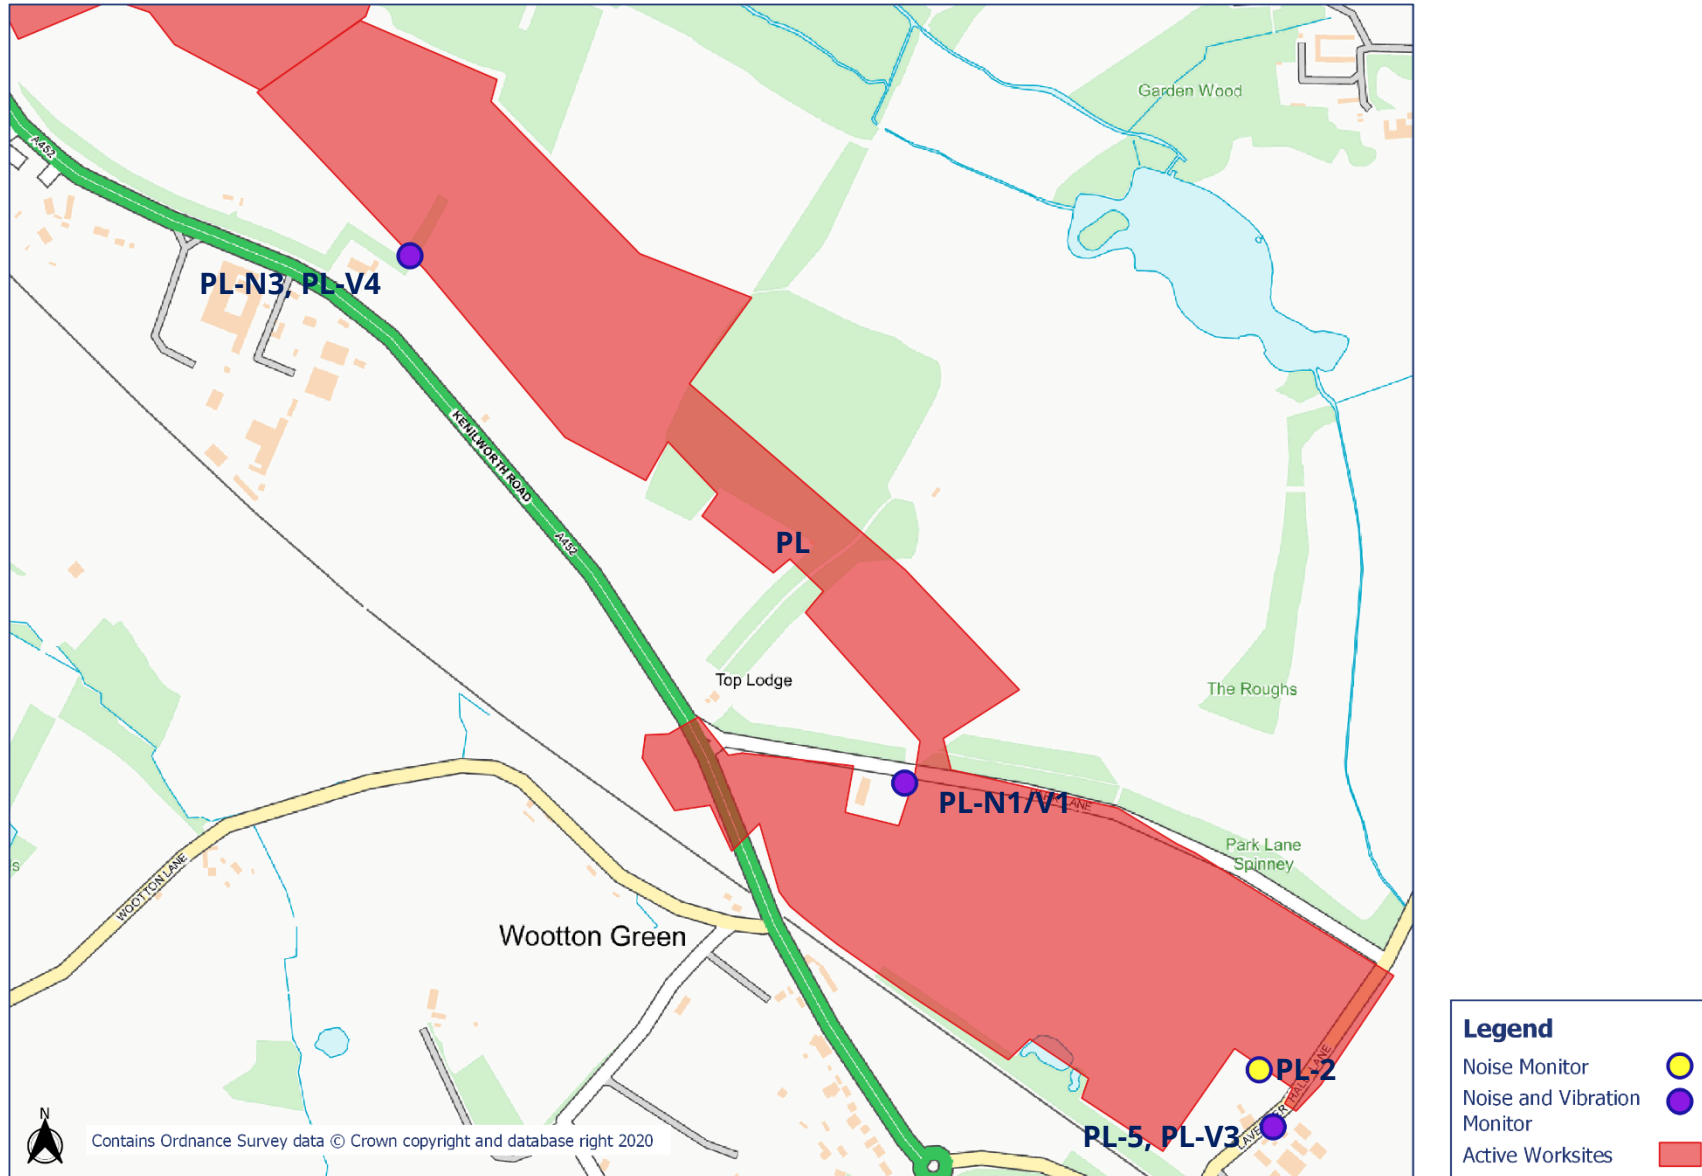 Garden Wood
A452
PL-N3, PL-V4
KENILWORTH ROAD
A452
PL
Top Lodge
The Roughs
PL-N1/V1
LANE
Park Lane
Spinney
WOOTTON LANE
Wootton Green
PL-2
LANE
PL-5, PL-V3
N
Contains Ordnance Survey data © Crown copyright and database right 2020
Legend
Noise Monitor
Noise and Vibration
Monitor
Active Worksites